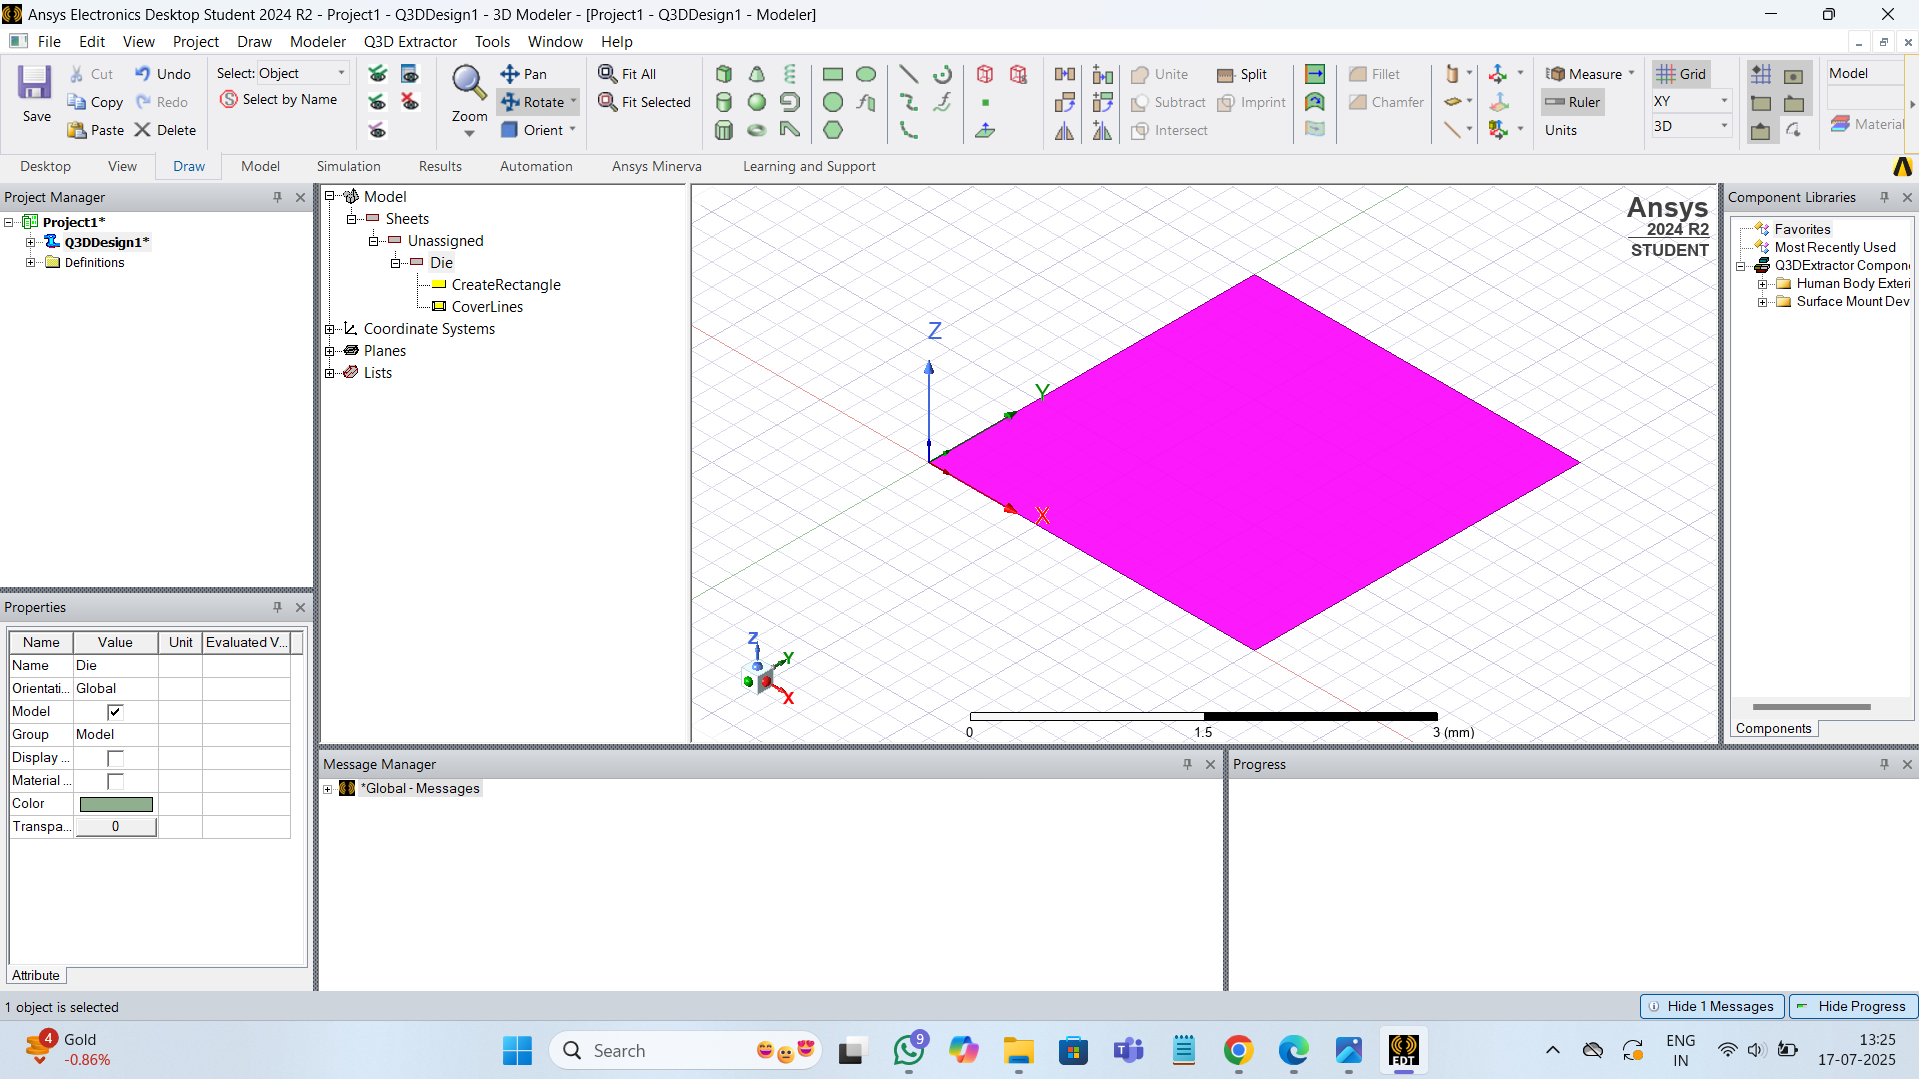 Ansys Electronics Desktop Student 2024 R2 - Project1 - Q3DDesign1 - 3D Modeler - [Project1 - Q3DDesign1 - Modeler]
File Edit View Project Draw Modeler Q3D Extractor Tools Window Help
Save
Cut
Copy
Paste
Undo
Redo
Delete
Select: Object
Select by Name
Zoom
Pan
Rotate
Orient
Fit All
Fit Selected
Unite
Subtract
Intersect
Split
Imprint
Fillet
Chamfer
Measure
Ruler
Units
Grid
XY
3D
Model
Material
Desktop View Draw Model Simulation Results Automation Ansys Minerva Learning and Support
Project Manager
Project1*
Q3DDesign1*
Definitions
Model
Sheets
Unassigned
Die
CreateRectangle
CoverLines
Coordinate Systems
Planes
Lists
Ansys
2024 R2
STUDENT
Z
Y
X
Z
Y
X
0 1.5 3 (mm)
Component Libraries
Favorites
Most Recently Used
Q3DExtractor Compon
Human Body Exteri
Surface Mount Dev
Components
Properties
Name Value Unit Evaluated V...
Name Die
Orientati... Global
Model
Group Model
Display ...
Material ...
Color
Transpa... 0
Attribute
Message Manager
*Global - Messages
Progress
1 object is selected
Hide 1 Messages
Hide Progress
4
Gold
-0.86%
Search
9
EDT
ENG
IN
13:25
17-07-2025